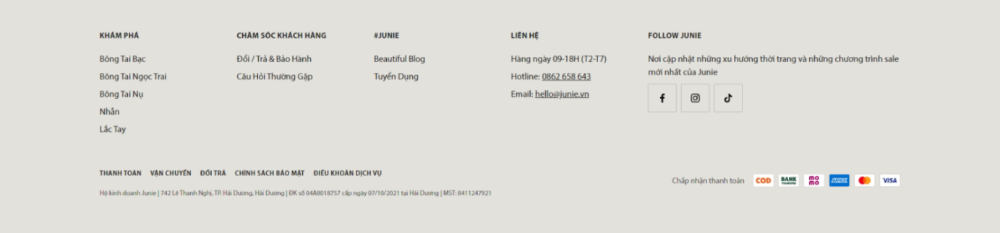 KHÁM PHÁ
Bông Tai Bạc
Bông Tai Ngọc Trai
Bông Tai Nụ
Nhẫn
Lắc Tay
CHĂM SÓC KHÁCH HÀNG
Đổi / Trả & Bảo Hành
Câu Hỏi Thường Gặp
#JUNIE
Beautiful Blog
Tuyển Dụng
LIÊN HỆ
Hàng ngày 09-18H (T2-T7)
Hotline: 0862 658 643
Email: hello@junie.vn
FOLLOW JUNIE
Nơi cập nhật những xu hướng thời trang và những chương trình sale
mới nhất của Junie
THANH TOÁN VẬN CHUYỂN ĐỔI TRẢ CHÍNH SÁCH BẢO MẬT ĐIỀU KHOẢN DỊCH VỤ
Hộ kinh doanh Junie | 742 Lê Thanh Nghị, TP. Hải Dương, Hải Dương | ĐK số 04A8018757 cấp ngày 07/10/2021 tại Hải Dương | MST: 8411247921
Chấp nhận thanh toán COD BANK TRANSFER mo mo AMEX VISA